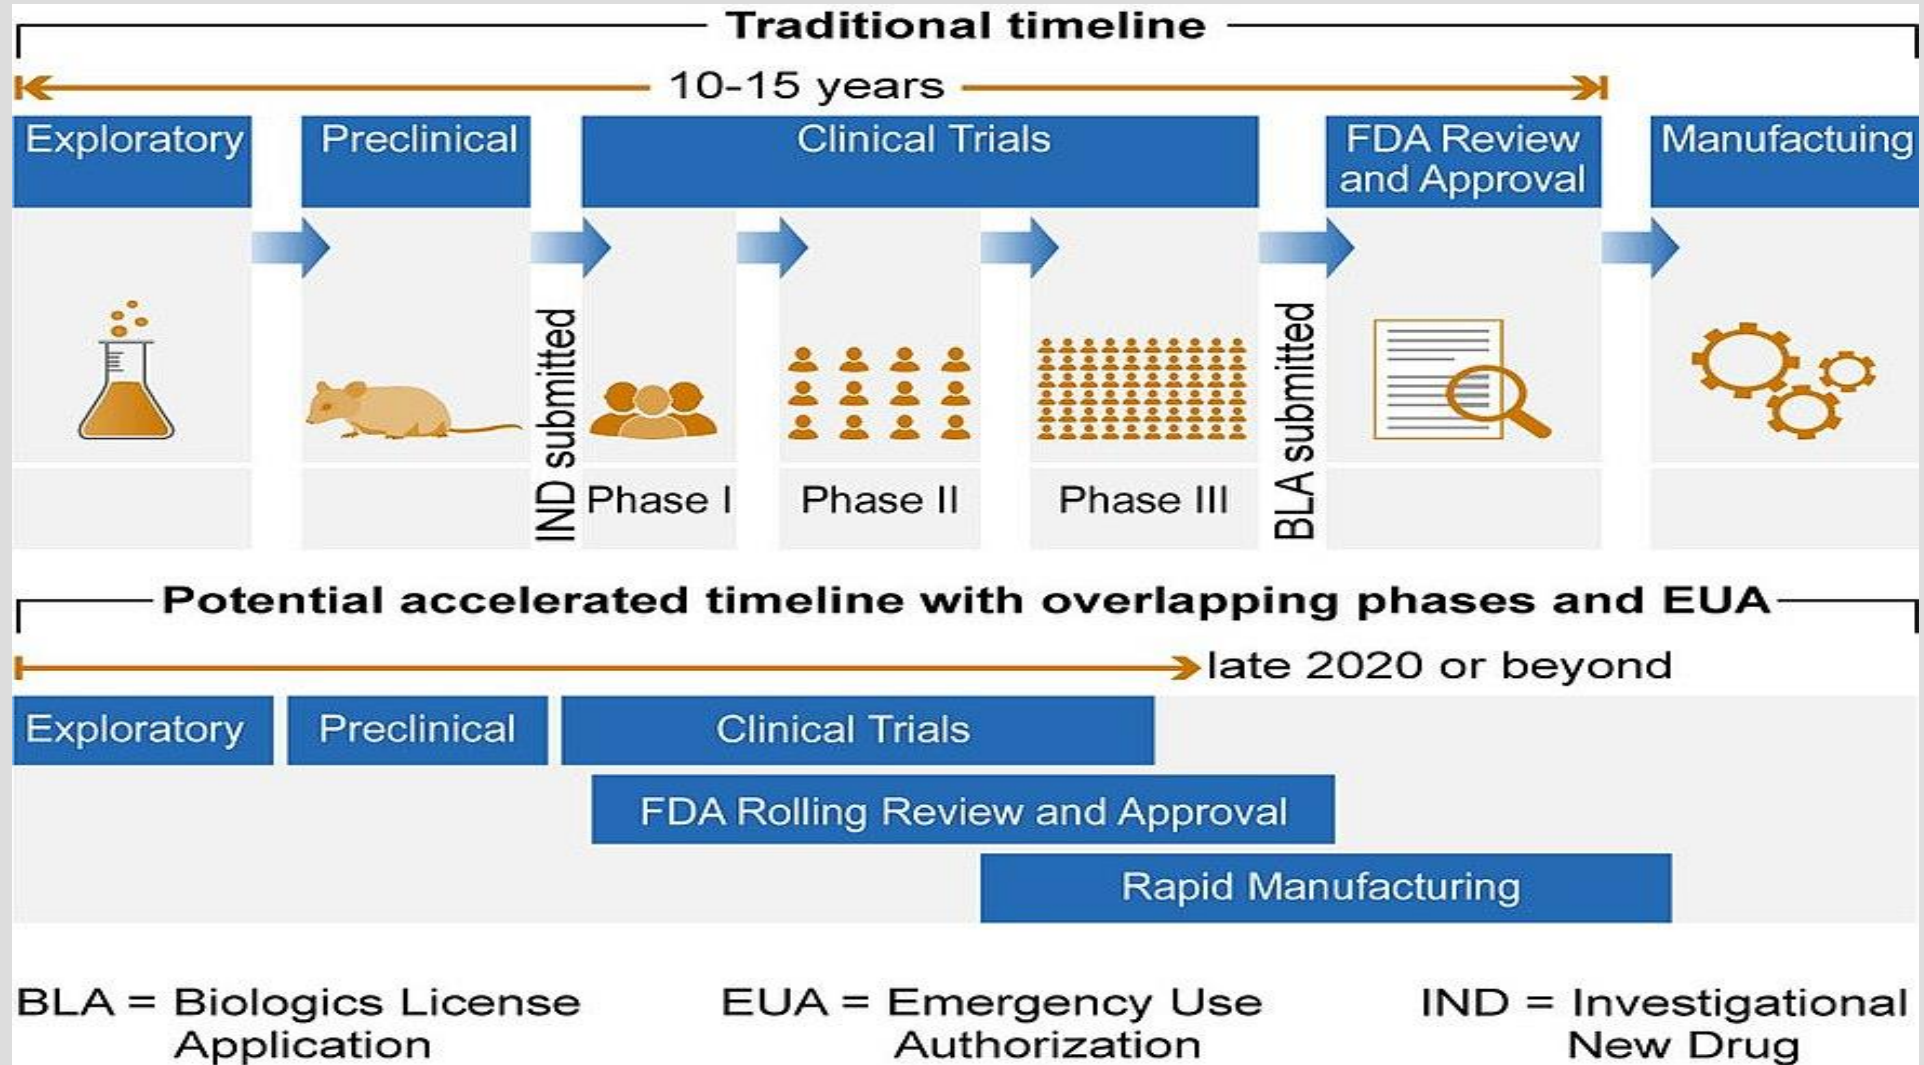 Traditional timeline
10-15 years
Exploratory
Preclinical
Clinical Trials
FDA Review
and Approval
Manufactuing
IND submitted
BLA submitted
Phase I
Phase II
Phase III
Potential accelerated timeline with overlapping phases and EUA
late 2020 or beyond
Exploratory
Preclinical
Clinical Trials
FDA Rolling Review and Approval
Rapid Manufacturing
BLA = Biologics License
Application
EUA = Emergency Use
Authorization
IND = Investigational
New Drug